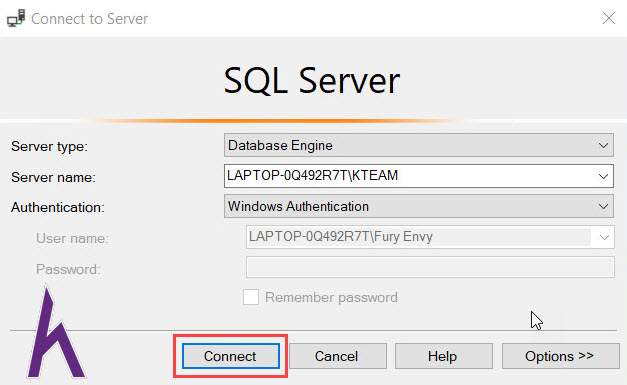 Connect to Server
SQL Server
Server type: Database Engine
Server name: LAPTOP-0Q492R7T\KTEAM
Authentication: Windows Authentication
User name: LAPTOP-0Q492R7T\Fury Envy
Password:
Remember password
Connect Cancel Help Options >>